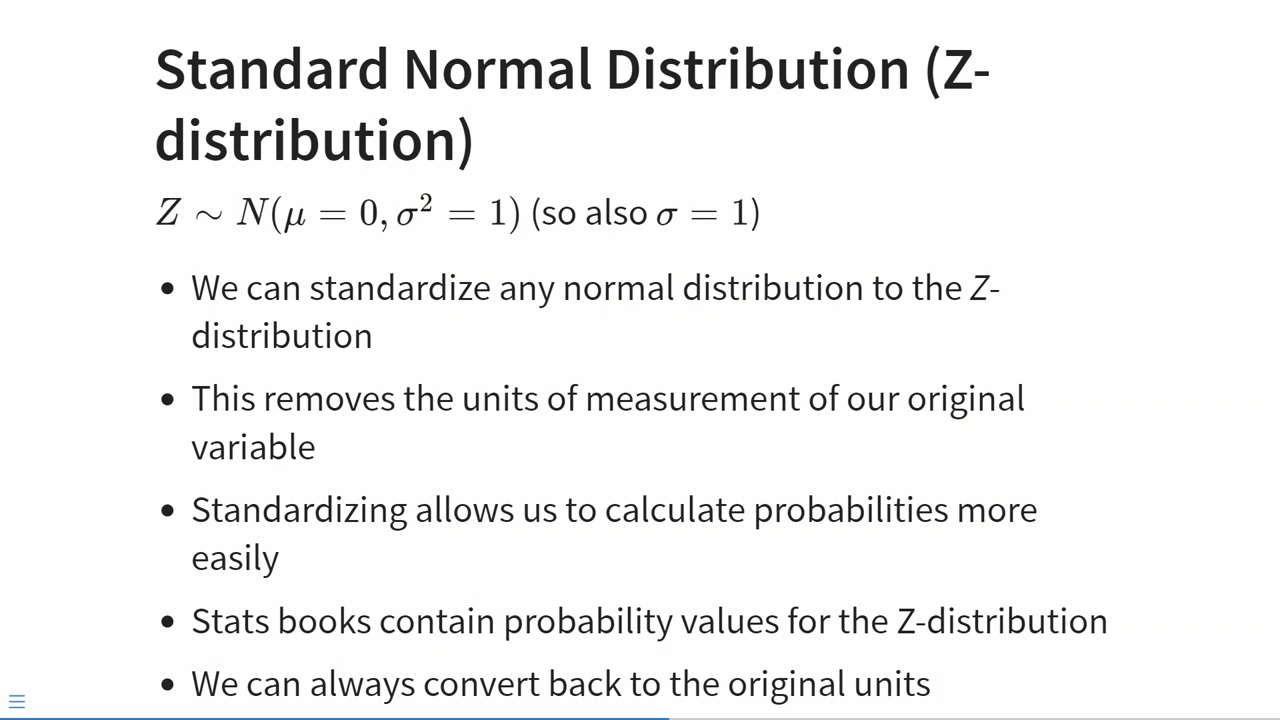 Standard Normal Distribution (Z-
distribution)
Z ∼ N(μ = 0, σ² = 1) (so also σ = 1)
• We can standardize any normal distribution to the Z-
distribution
• This removes the units of measurement of our original
variable
• Standardizing allows us to calculate probabilities more
easily
• Stats books contain probability values for the Z-distribution
• We can always convert back to the original units